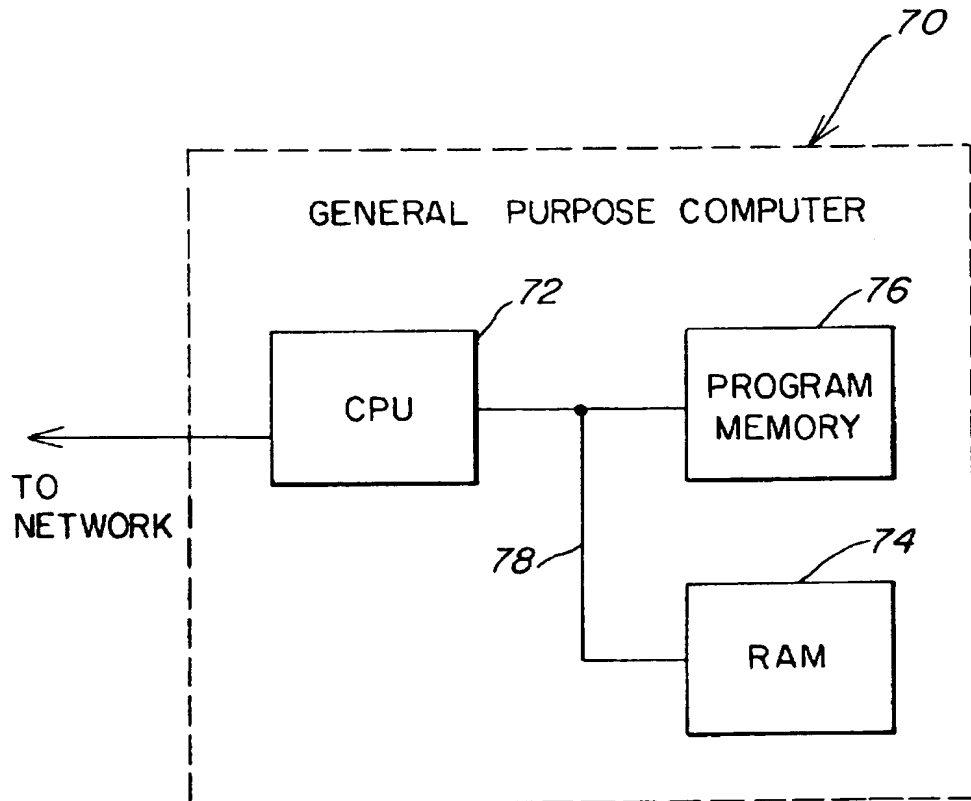 70
GENERAL PURPOSE COMPUTER
72
76
CPU
PROGRAM
MEMORY
TO
NETWORK
78
74
RAM